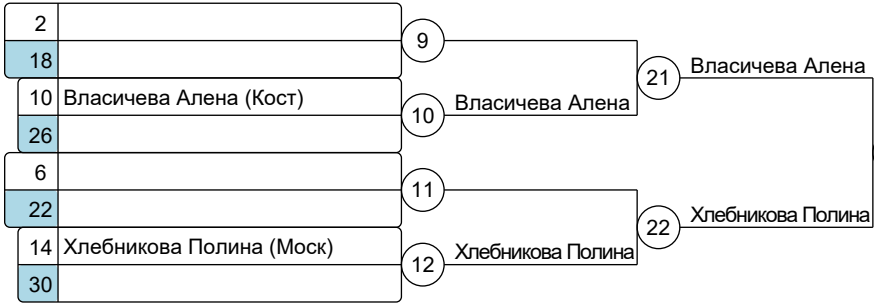 2
9
18
21 Власичева Алена
10 Власичева Алена (Кост)
10 Власичева Алена
26
6
11
22
22 Хлебникова Полина
14 Хлебникова Полина (Моск)
12 Хлебникова Полина
30